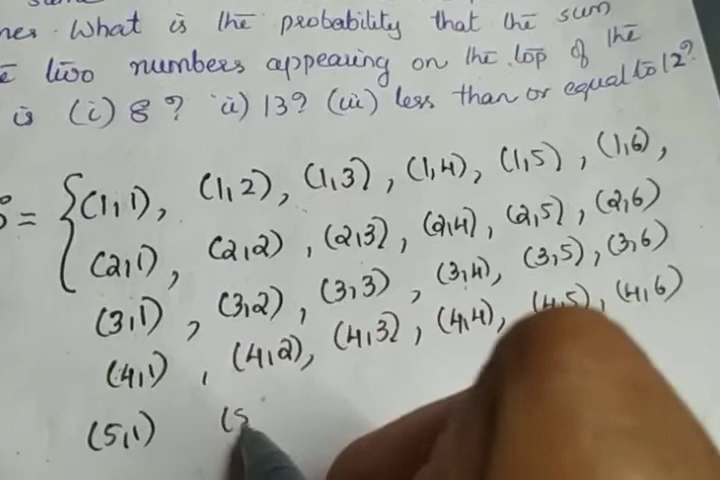 What is the probability that the sum
two numbers appearing on the top of the
is (i) 8? ii) 13? (iii) less than or equal to 12?
= {(1,1), (1,2), (1,3), (1,4), (1,5), (1,6),
(2,1), (2,2), (2,3), (2,4), (2,5), (2,6)
(3,1), (3,2), (3,3), (3,4), (3,5), (3,6)
(4,1), (4,2), (4,3), (4,4), (4,5), (4,6)
(5,1) (5